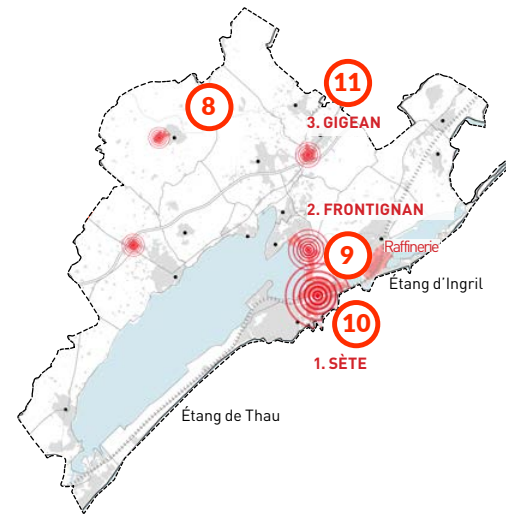 8
11
3. GIGEAN
2. FRONTIGNAN
9
Raffinerie
Étang d'Ingril
10
1. SÈTE
Étang de Thau